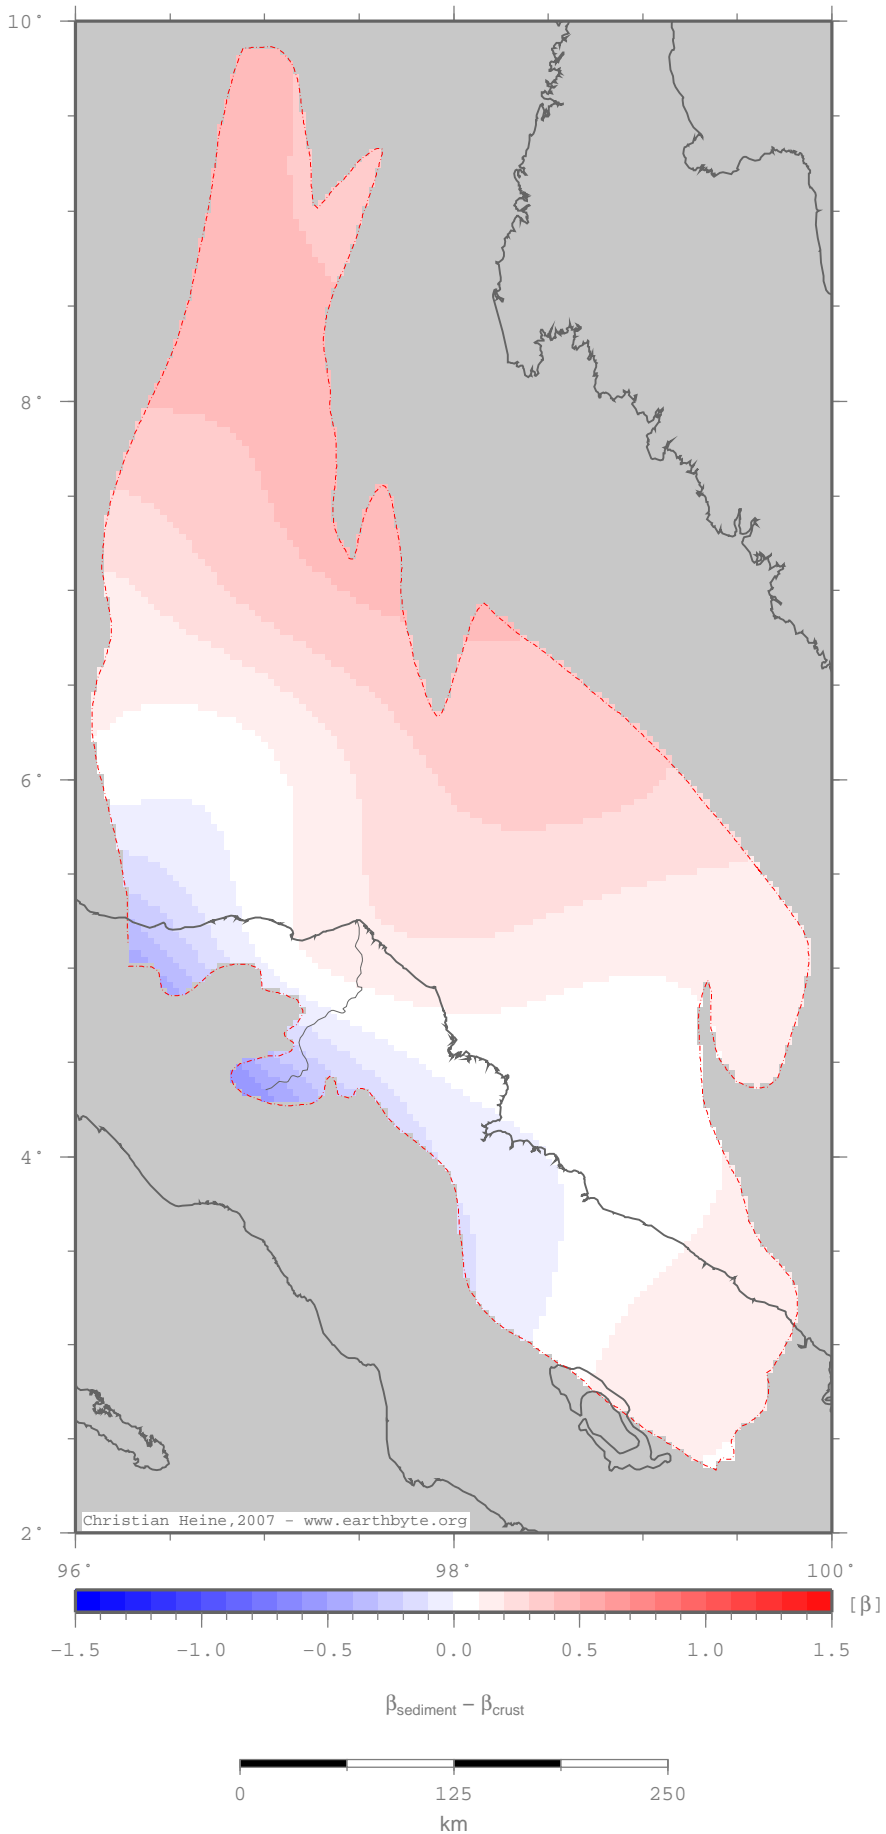 10°
8°
6°
4°
2°
Christian Heine,2007 - www.earthbyte.org
96° 98° 100°
[β]
-1.5 -1.0 -0.5 0.0 0.5 1.0 1.5
βsediment − βcrust
0 125 250
km